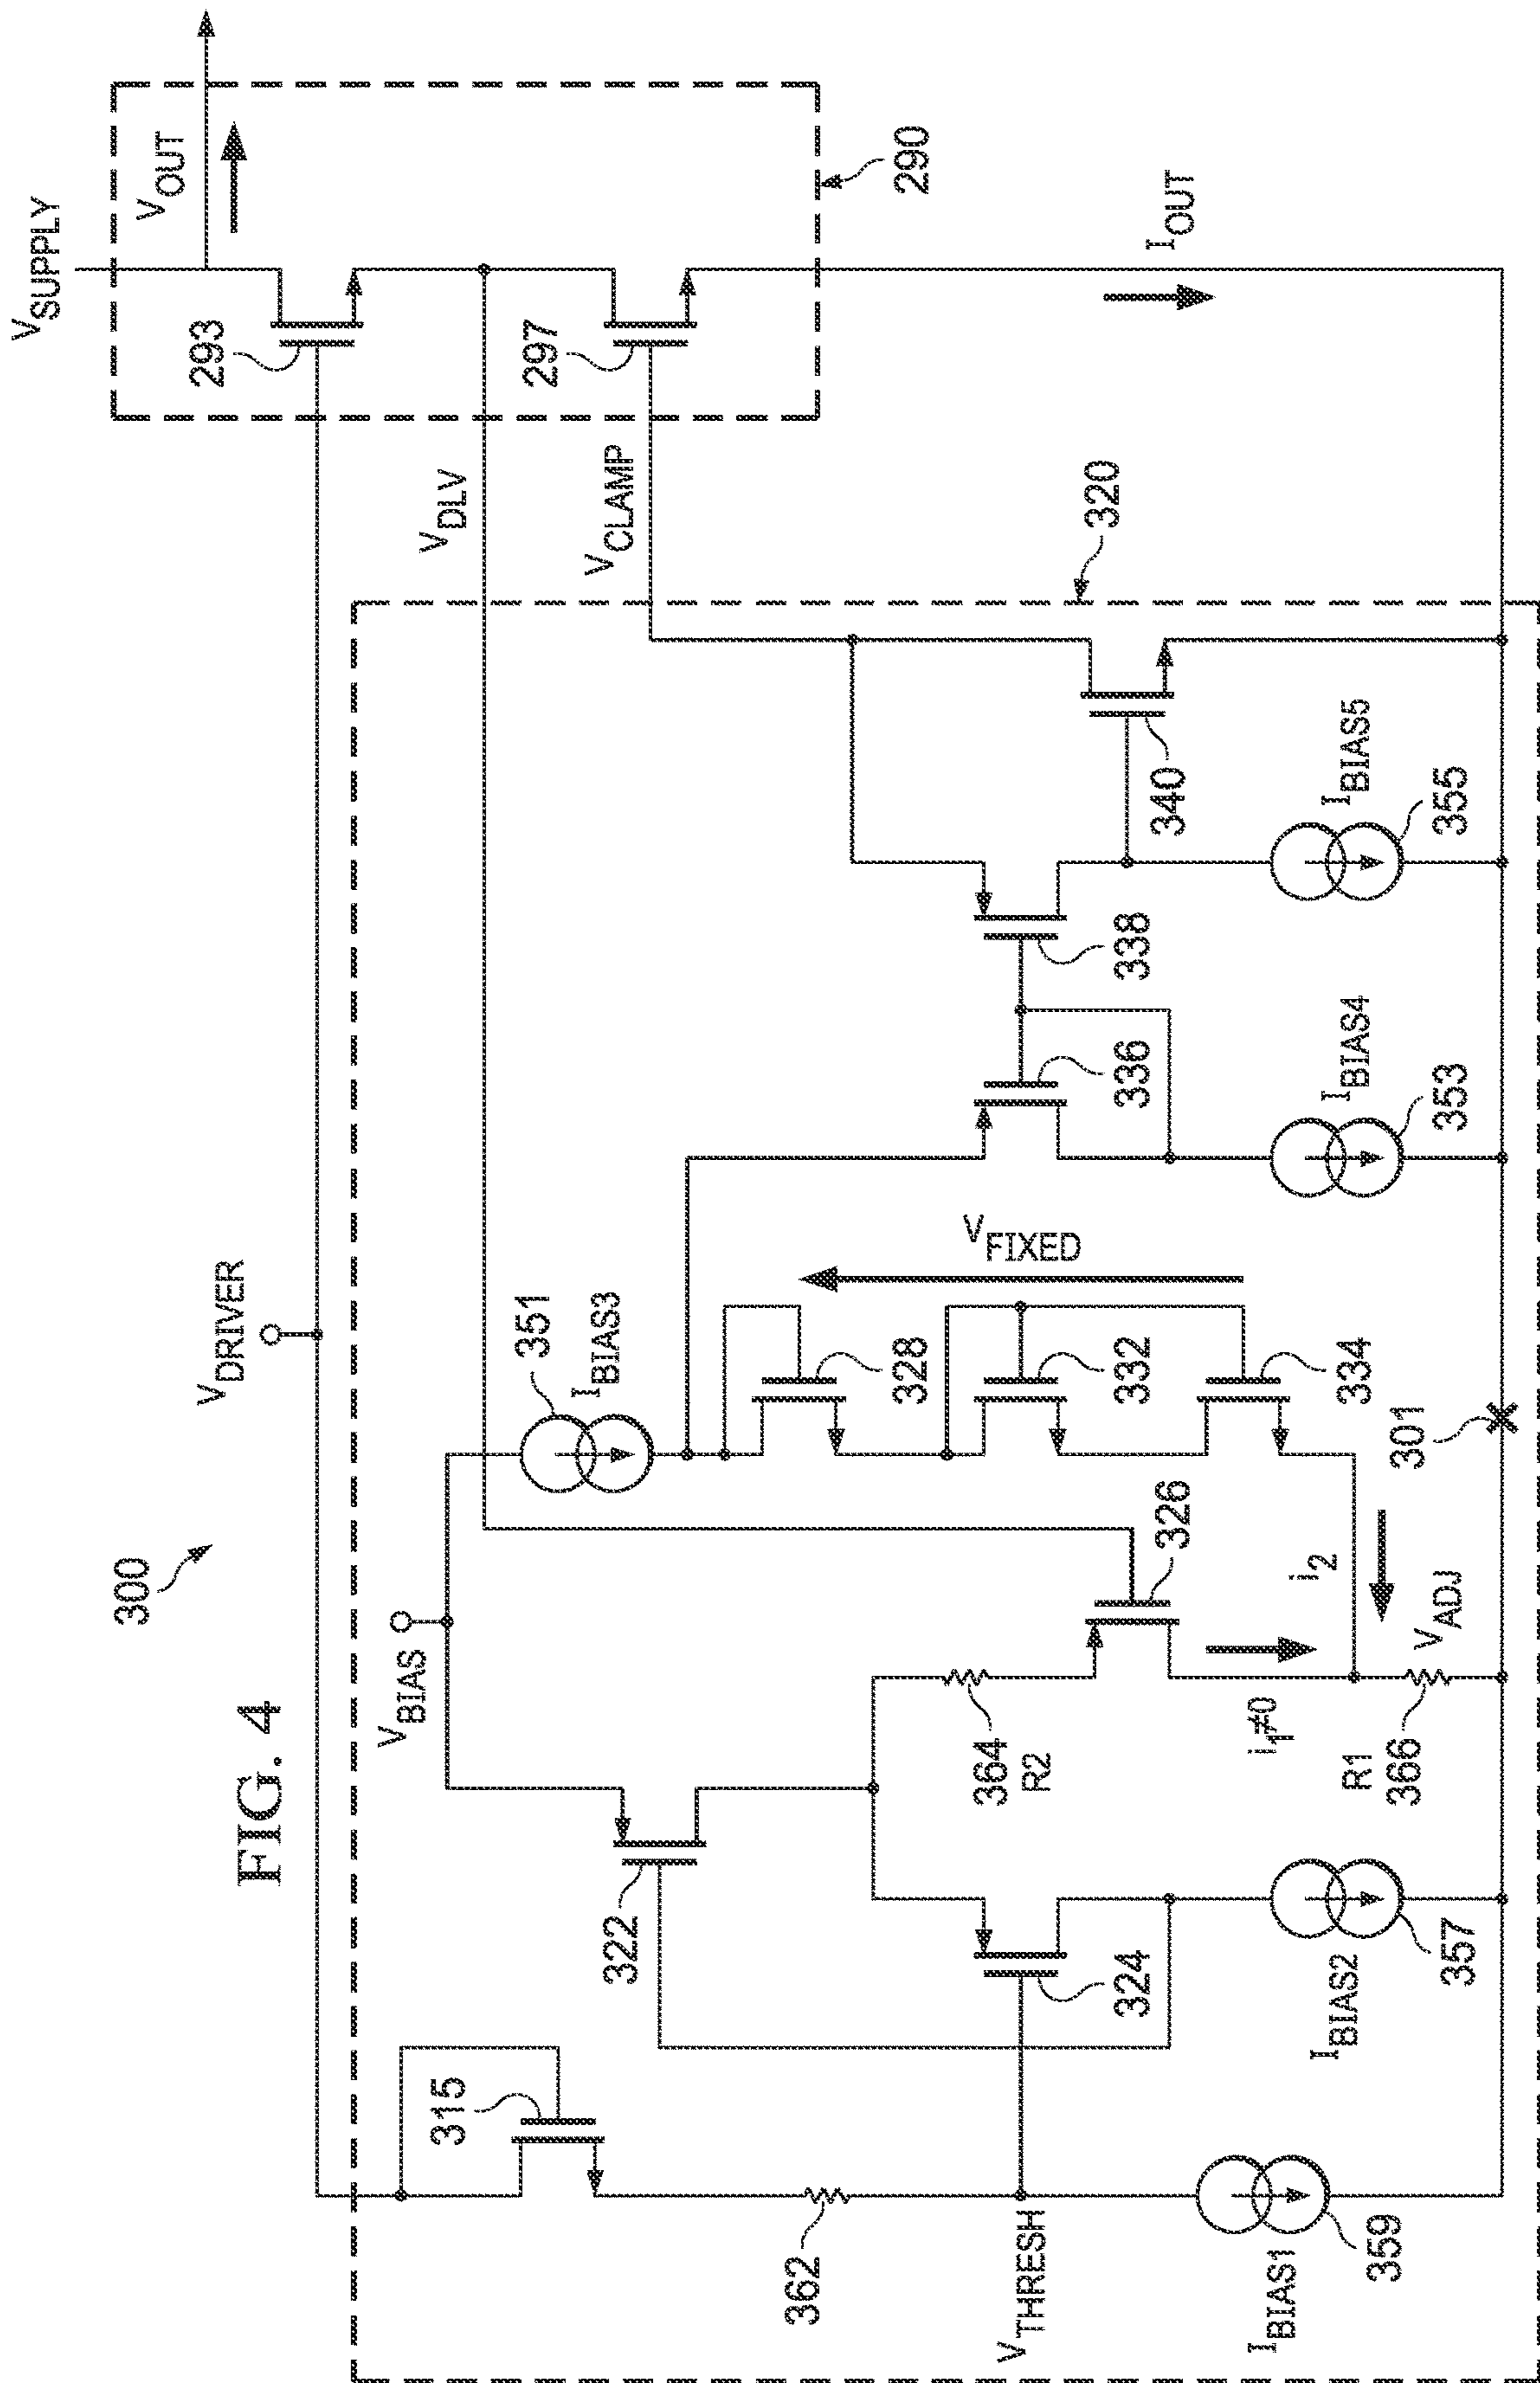 FIG. 4
300
V_SUPPLY
V_OUT
V_DRIVER
293
V_DLV
297
290
V_CLAMP
I_OUT
V_BIAS
315
322
351
I_BIAS3
V_FIXED
328
332
334
362
364
R2
326
324
336
338
320
340
V_THRESH
i_1≠0
i_2
V_ADJ
R1
366
301
I_BIAS1
359
I_BIAS2
357
I_BIAS4
353
I_BIAS5
355